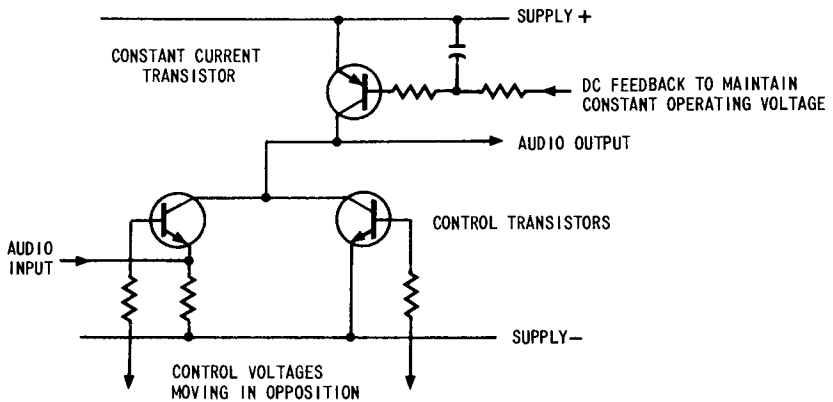 SUPPLY +
CONSTANT CURRENT
TRANSISTOR
DC FEEDBACK TO MAINTAIN
CONSTANT OPERATING VOLTAGE
AUDIO OUTPUT
CONTROL TRANSISTORS
AUDIO
INPUT
SUPPLY−
CONTROL VOLTAGES
MOVING IN OPPOSITION